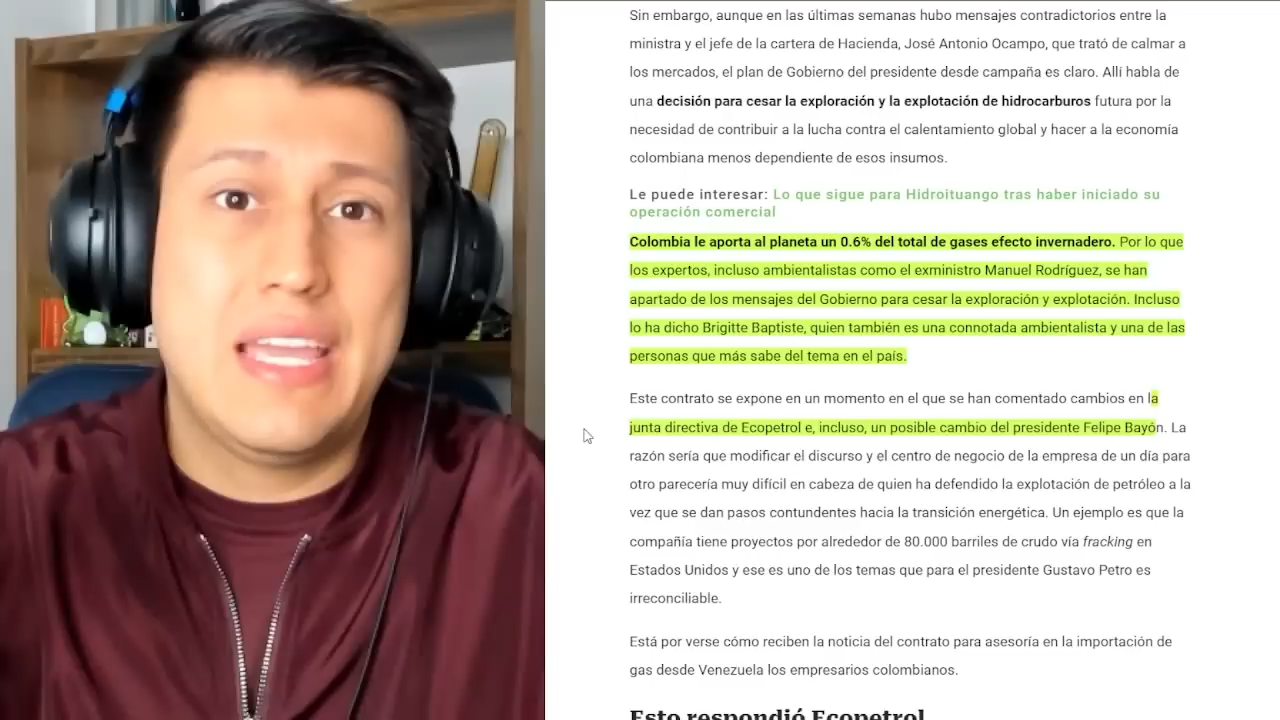 Sin embargo, aunque en las últimas semanas hubo mensajes contradictorios entre la
ministra y el jefe de la cartera de Hacienda, José Antonio Ocampo, que trató de calmar a
los mercados, el plan de Gobierno del presidente desde campaña es claro. Allí habla de
una decisión para cesar la exploración y la explotación de hidrocarburos futura por la
necesidad de contribuir a la lucha contra el calentamiento global y hacer a la economía
colombiana menos dependiente de esos insumos.
Le puede interesar: Lo que sigue para Hidroituango tras haber iniciado su
operación comercial
Colombia le aporta al planeta un 0.6% del total de gases efecto invernadero. Por lo que
los expertos, incluso ambientalistas como el exministro Manuel Rodríguez, se han
apartado de los mensajes del Gobierno para cesar la exploración y explotación. Incluso
lo ha dicho Brigitte Baptiste, quien también es una connotada ambientalista y una de las
personas que más sabe del tema en el país.
Este contrato se expone en un momento en el que se han comentado cambios en la
junta directiva de Ecopetrol e, incluso, un posible cambio del presidente Felipe Bayón. La
razón sería que modificar el discurso y el centro de negocio de la empresa de un día para
otro parecería muy difícil en cabeza de quien ha defendido la explotación de petróleo a la
vez que se dan pasos contundentes hacia la transición energética. Un ejemplo es que la
compañía tiene proyectos por alrededor de 80.000 barriles de crudo vía fracking en
Estados Unidos y ese es uno de los temas que para el presidente Gustavo Petro es
irreconciliable.
Está por verse cómo reciben la noticia del contrato para asesoría en la importación de
gas desde Venezuela los empresarios colombianos.
Esto respondió Ecopetrol